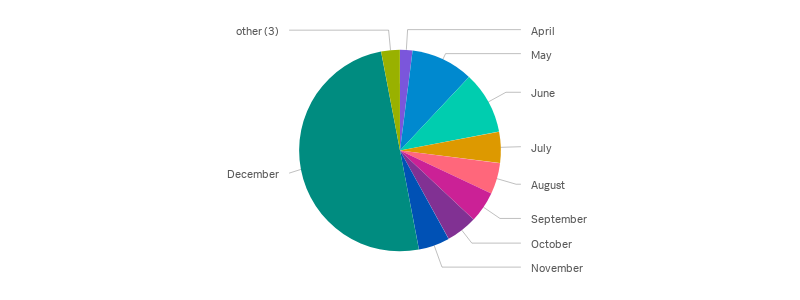 other (3)
April
May
June
July
August
September
October
November
December